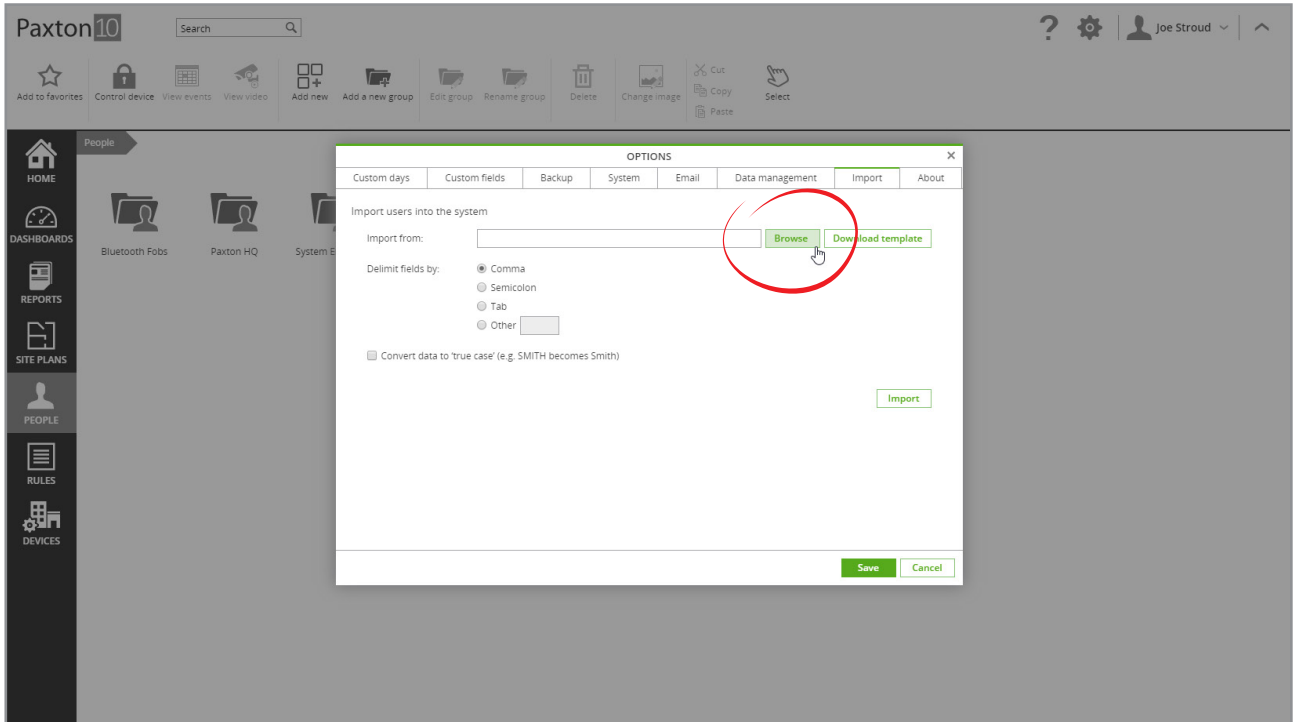 Paxton10
Search
Joe Stroud
Add to favorites
Control device
View events
View video
Add new
Add a new group
Edit group
Rename group
Delete
Change image
Cut
Copy
Paste
Select
HOME
DASHBOARDS
REPORTS
SITE PLANS
PEOPLE
RULES
DEVICES
People
Bluetooth Fobs
Paxton HQ
System E
OPTIONS
Custom days
Custom fields
Backup
System
Email
Data management
Import
About
Import users into the system
Import from:
Browse
Download template
Delimit fields by:
Comma
Semicolon
Tab
Other
Convert data to 'true case' (e.g. SMITH becomes Smith)
Import
Save
Cancel